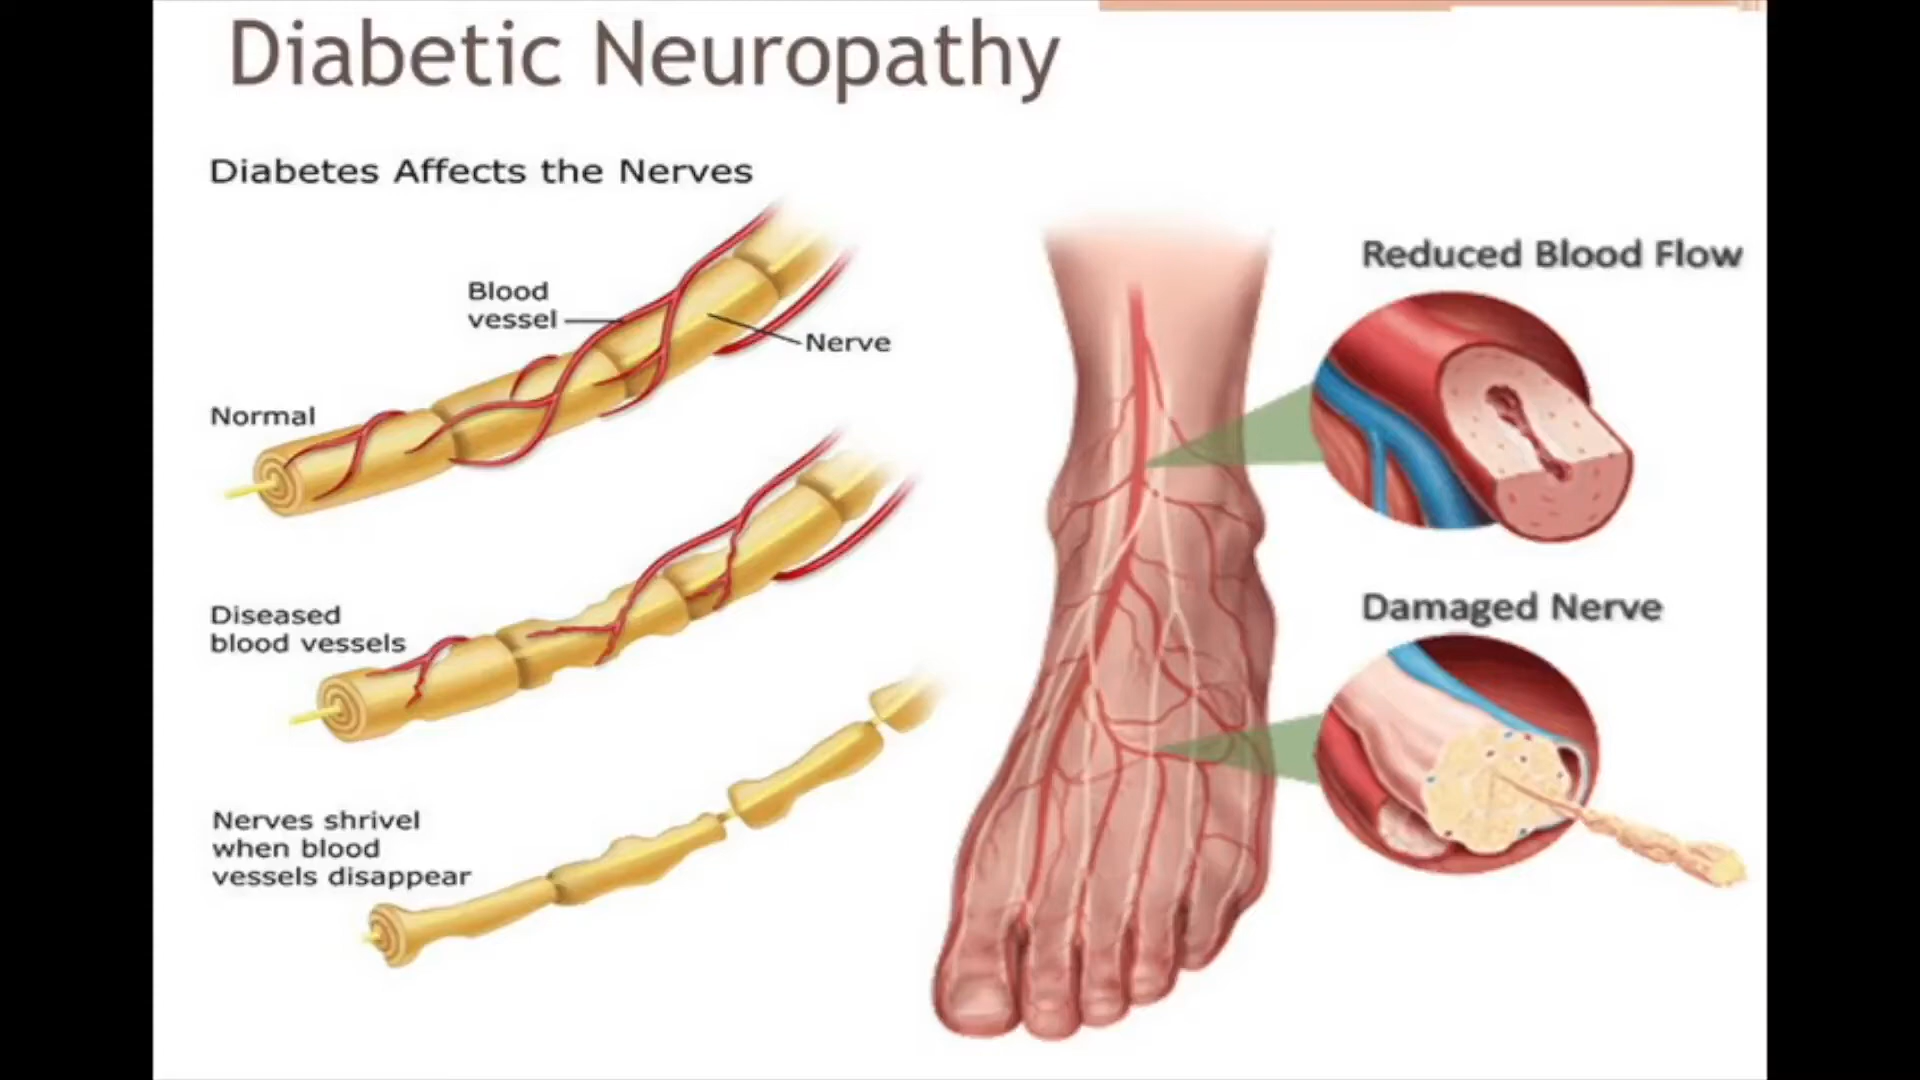 Diabetic Neuropathy
Diabetes Affects the Nerves
Blood
vessel
Nerve
Normal
Diseased
blood vessels
Nerves shrivel
when blood
vessels disappear
Reduced Blood Flow
Damaged Nerve